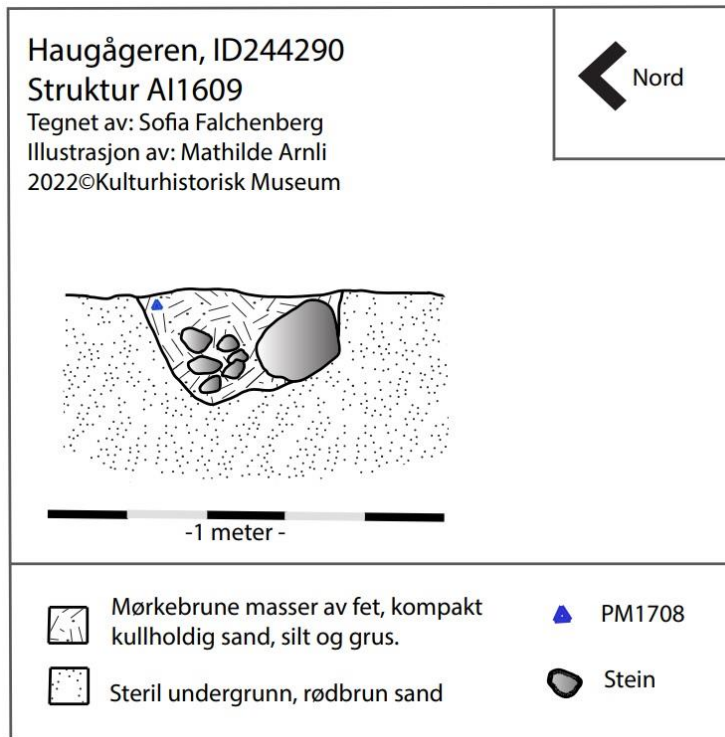 Haugågeren, ID244290
Struktur AI1609
Tegnet av: Sofia Falchenberg
Illustrasjon av: Mathilde Arnli
2022©Kulturhistorisk Museum
Nord
-1 meter -
Mørkebrune masser av fet, kompakt
kullholdig sand, silt og grus.
PM1708
Steril undergrunn, rødbrun sand
Stein